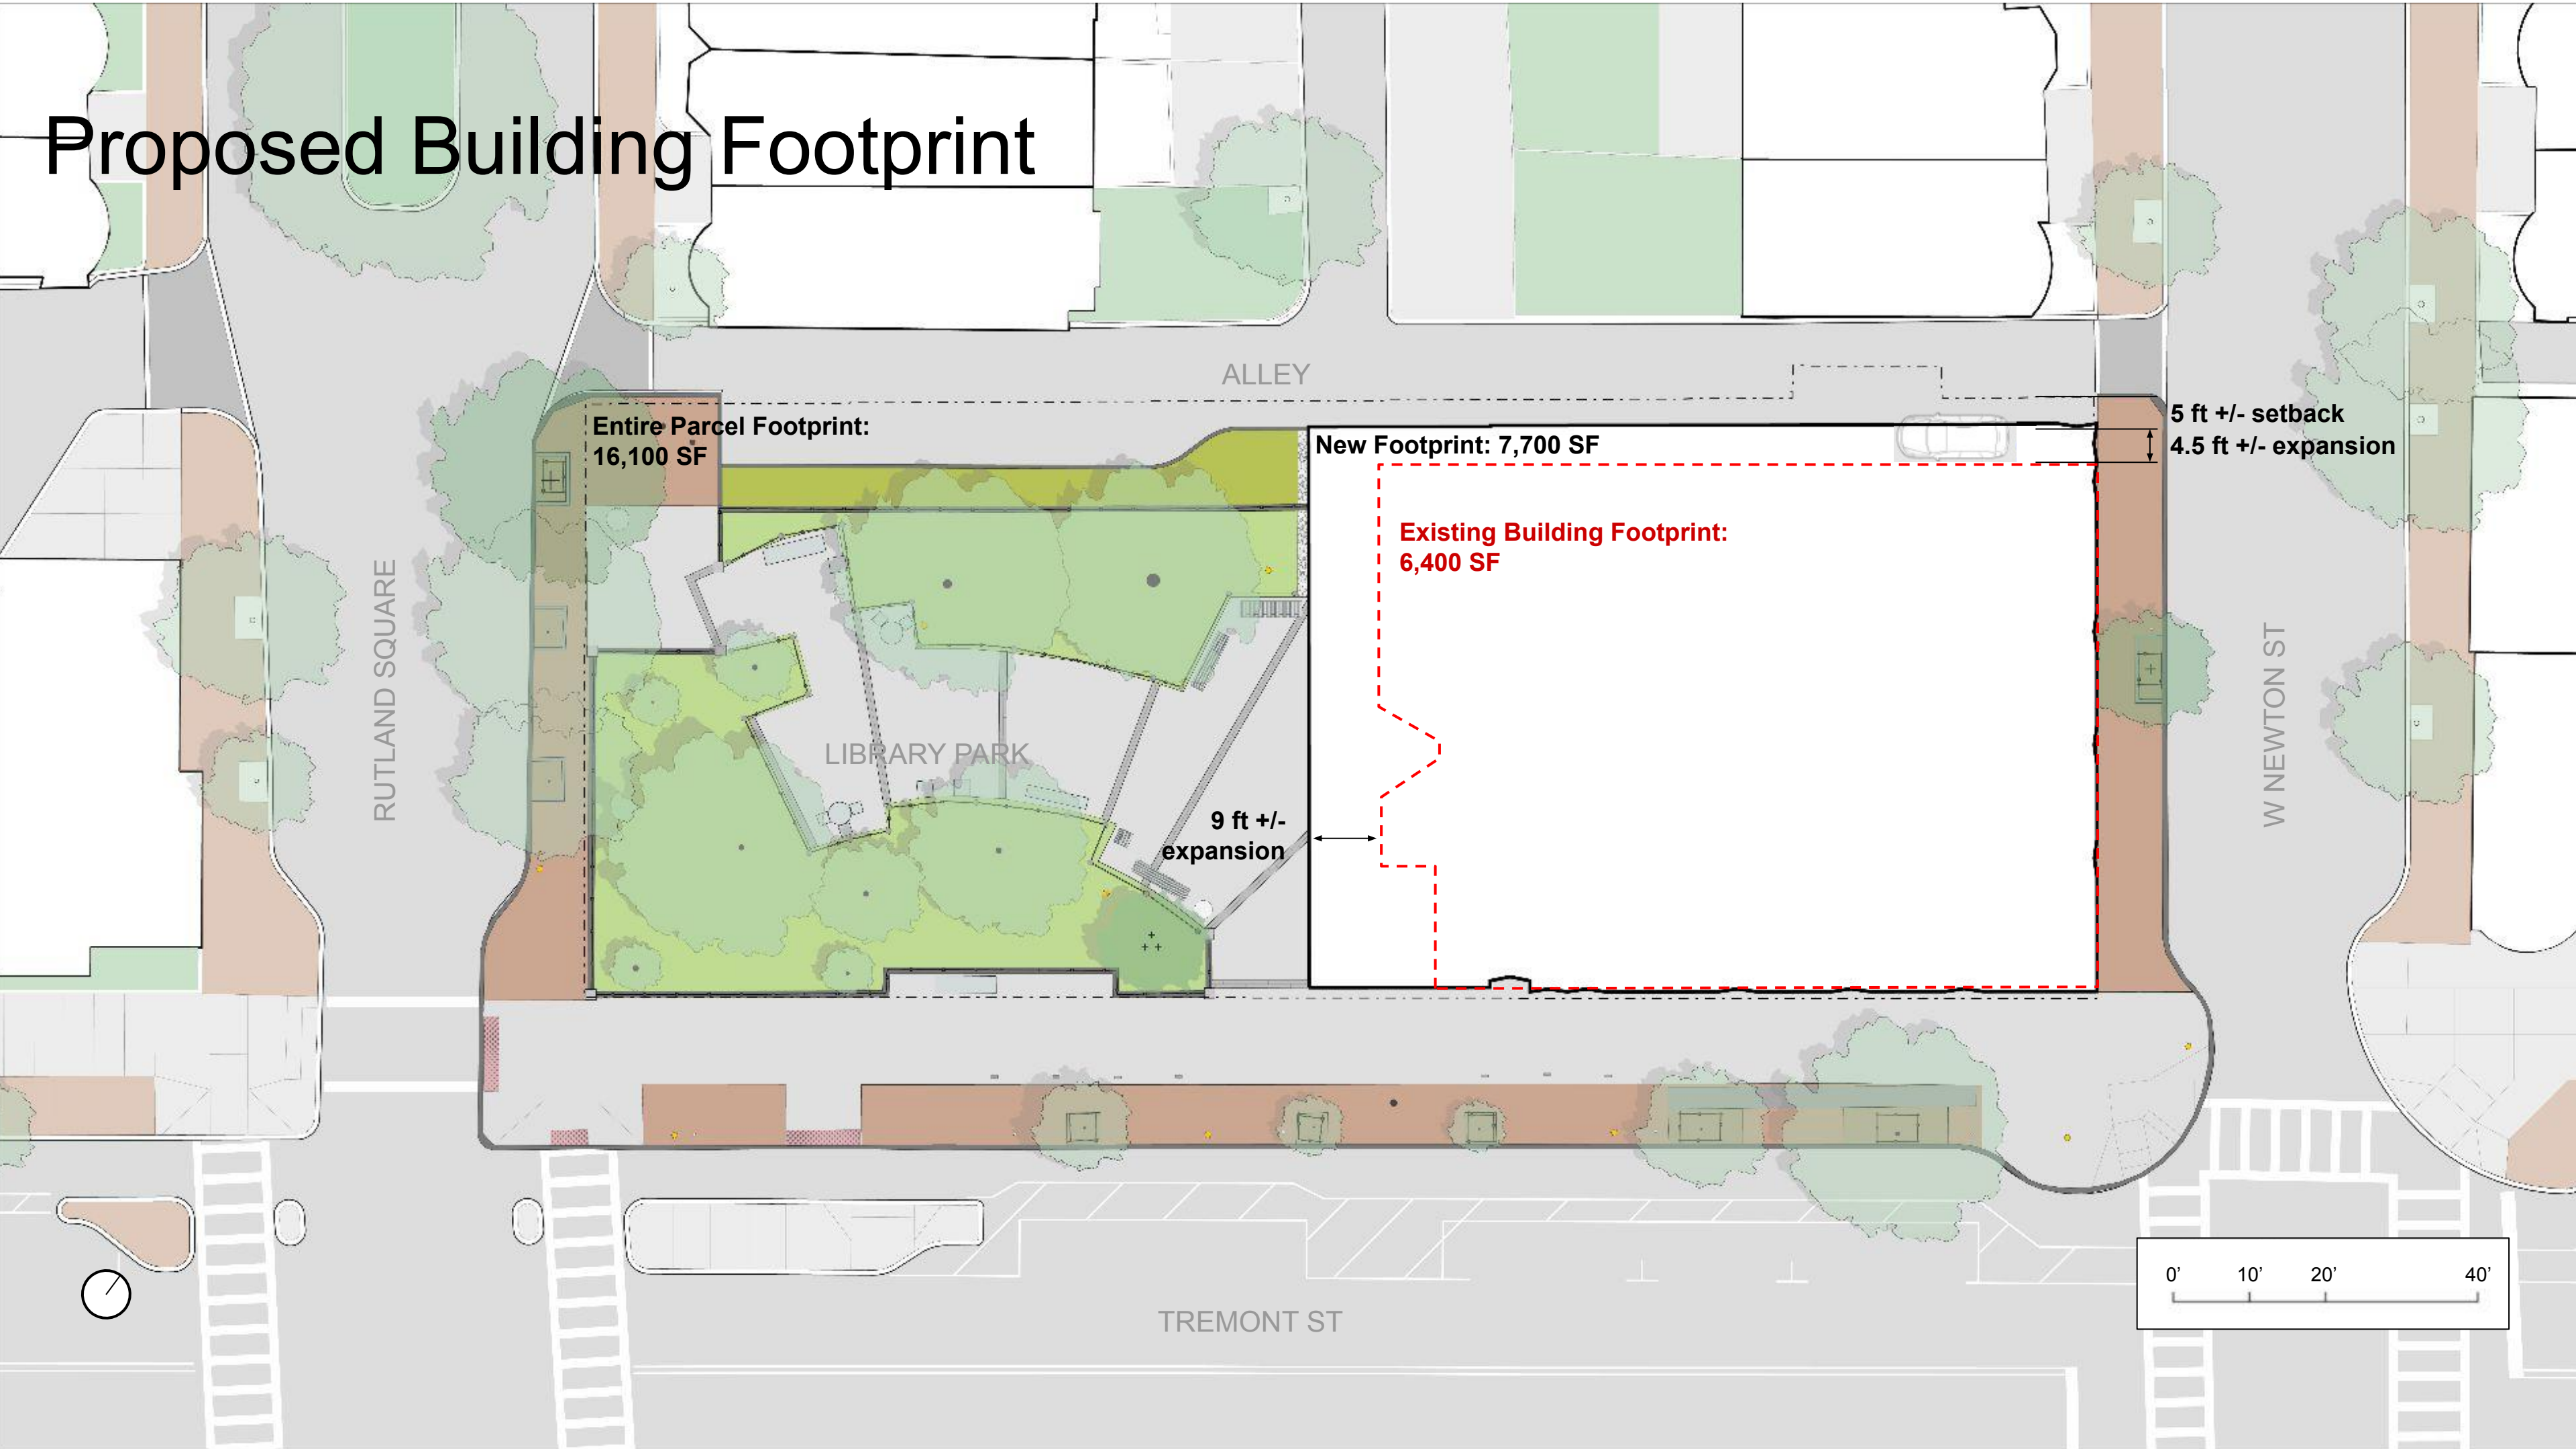 Proposed Building Footprint
ALLEY
Entire Parcel Footprint:
16,100 SF
New Footprint: 7,700 SF
5 ft +/- setback
4.5 ft +/- expansion
Existing Building Footprint:
6,400 SF
RUTLAND SQUARE
LIBRARY PARK
W NEWTON ST
9 ft +/-
expansion
0’ 10’ 20’ 40’
TREMONT ST